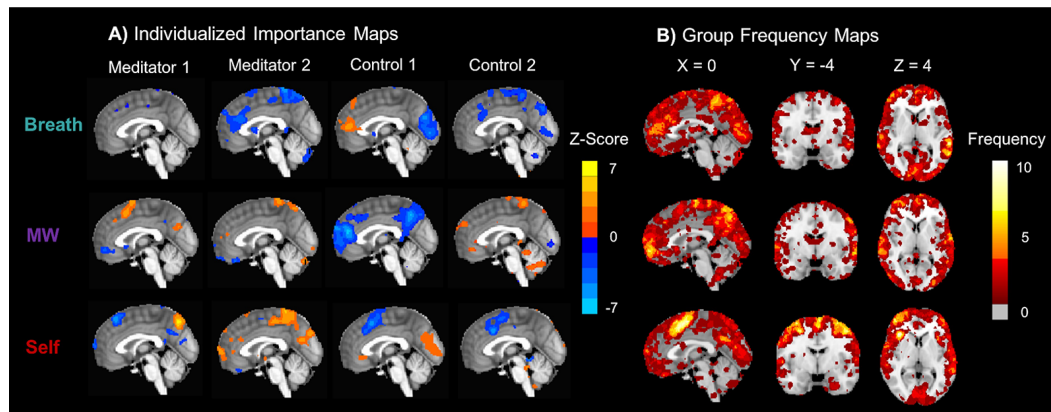 A) Individualized Importance Maps
B) Group Frequency Maps
Meditator 1
Meditator 2
Control 1
Control 2
X = 0
Y = -4
Z = 4
Breath
MW
Self
Z-Score
7
0
-7
Frequency
10
5
0